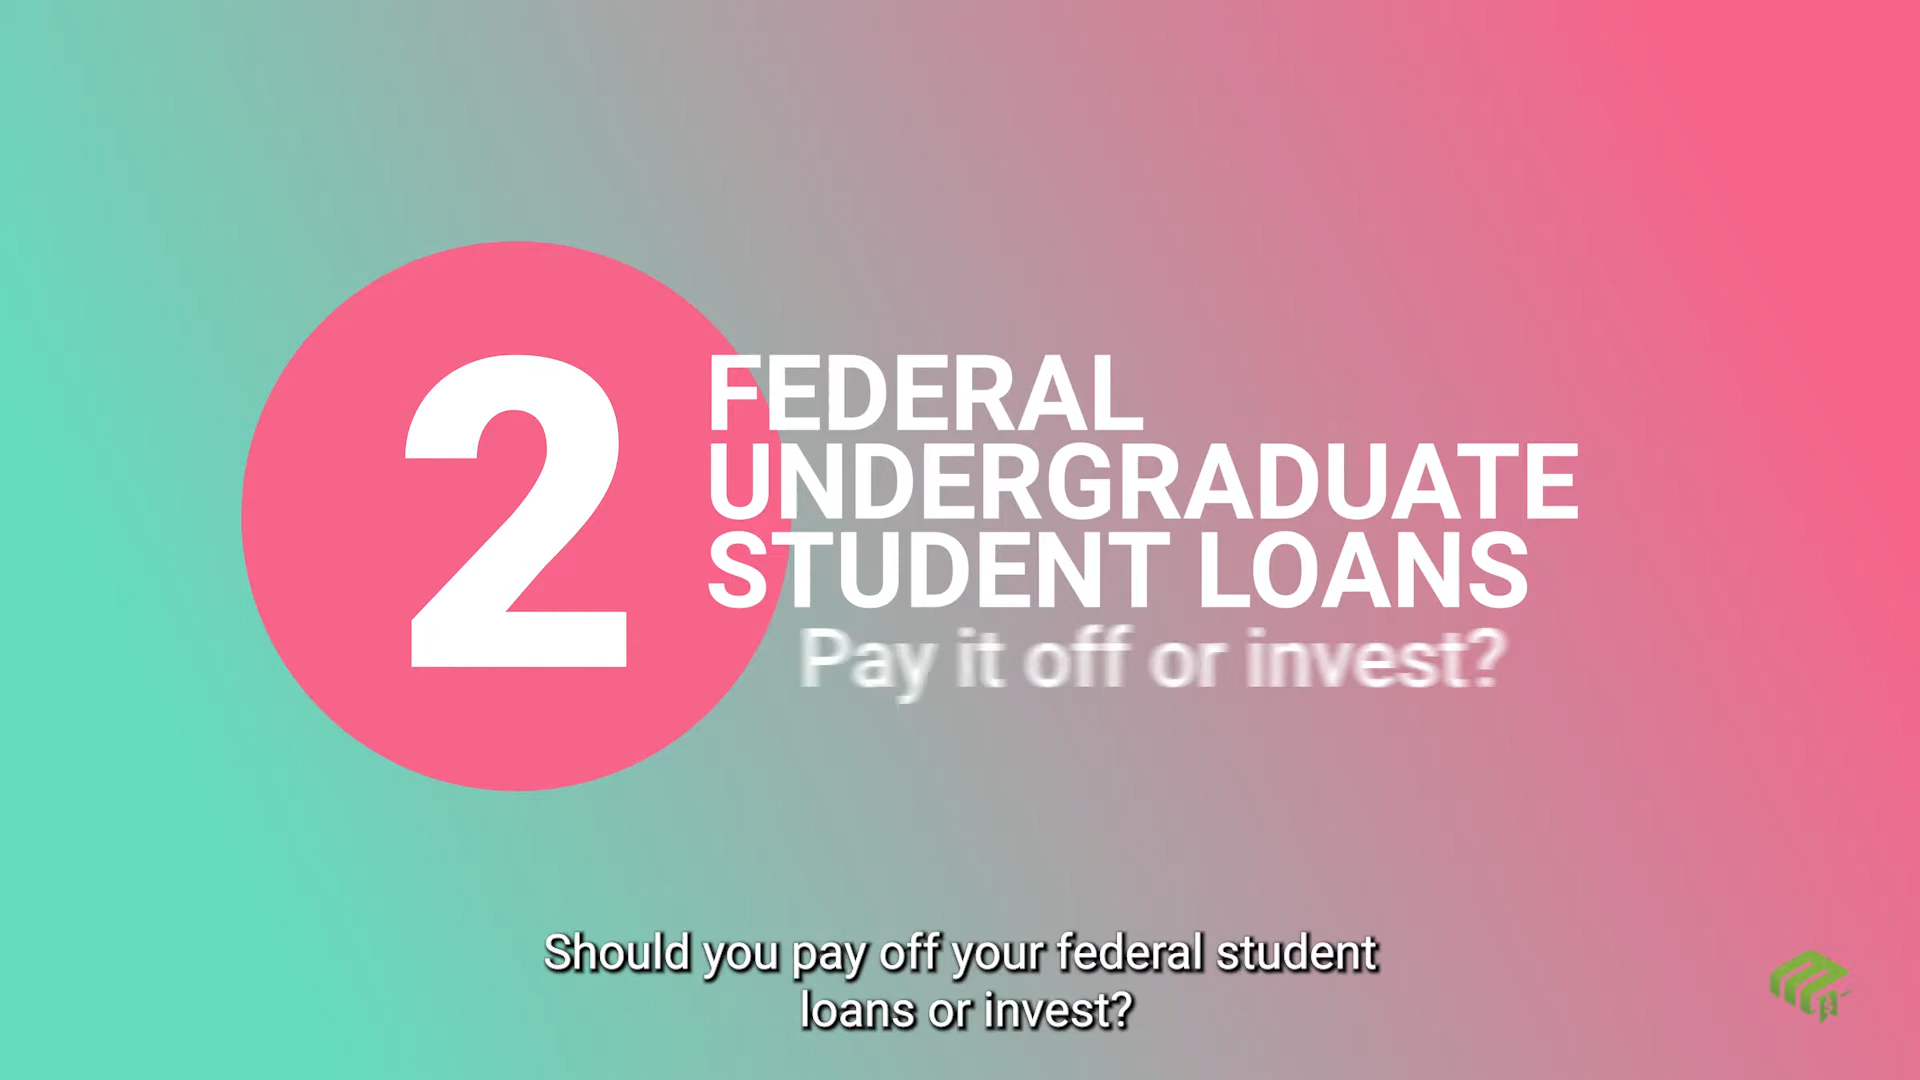 2
FEDERAL
UNDERGRADUATE
STUDENT LOANS
Pay it off or invest?
Should you pay off your federal student
loans or invest?